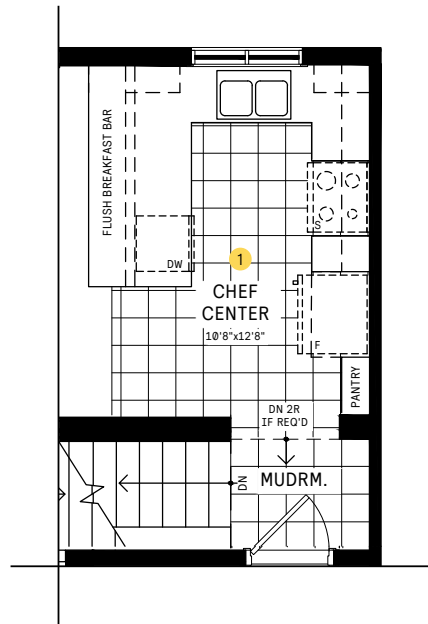 FLUSH BREAKFAST BAR
DW
S
1
CHEF
CENTER
10'8"x12'8"
F
PANTRY
DN 2R
IF REQ'D
DN
MUDRM.